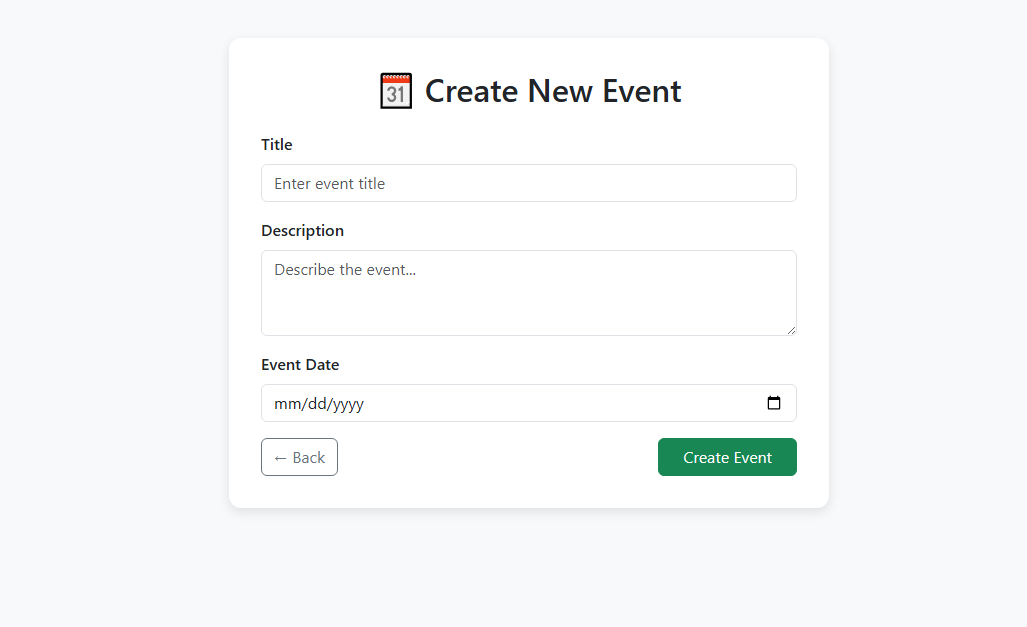 31 Create New Event
Title
Enter event title
Description
Describe the event...
Event Date
mm/dd/yyyy
← Back
Create Event